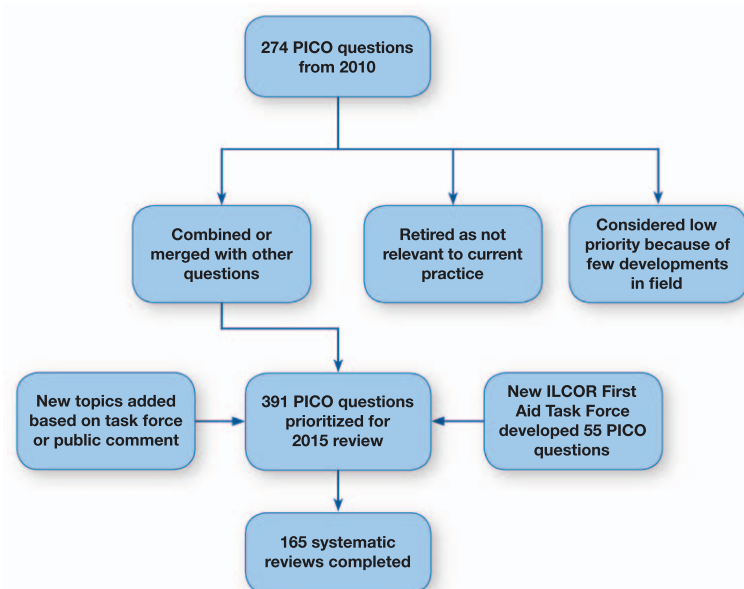 274 PICO questions
from 2010
Combined or
merged with other
questions
Retired as not
relevant to current
practice
Considered low
priority because of
few developments
in field
New topics added
based on task force
or public comment
391 PICO questions
prioritized for
2015 review
New ILCOR First
Aid Task Force
developed 55 PICO
questions
165 systematic
reviews completed